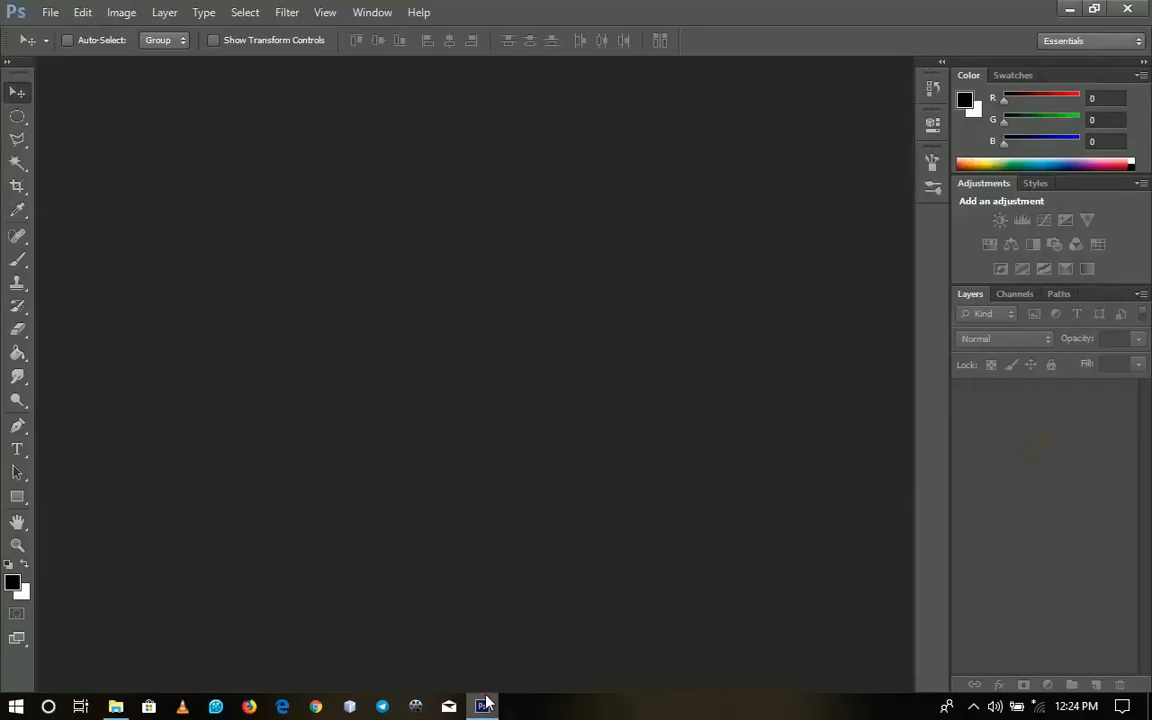 Ps File Edit Image Layer Type Select Filter View Window Help
Auto-Select: Group Show Transform Controls Essentials
Color Swatches
R 0
G 0
B 0
Adjustments Styles
Add an adjustment
Layers Channels Paths
Kind T
Normal Opacity:
Lock: Fill:
T
fx
Ps 12:24 PM